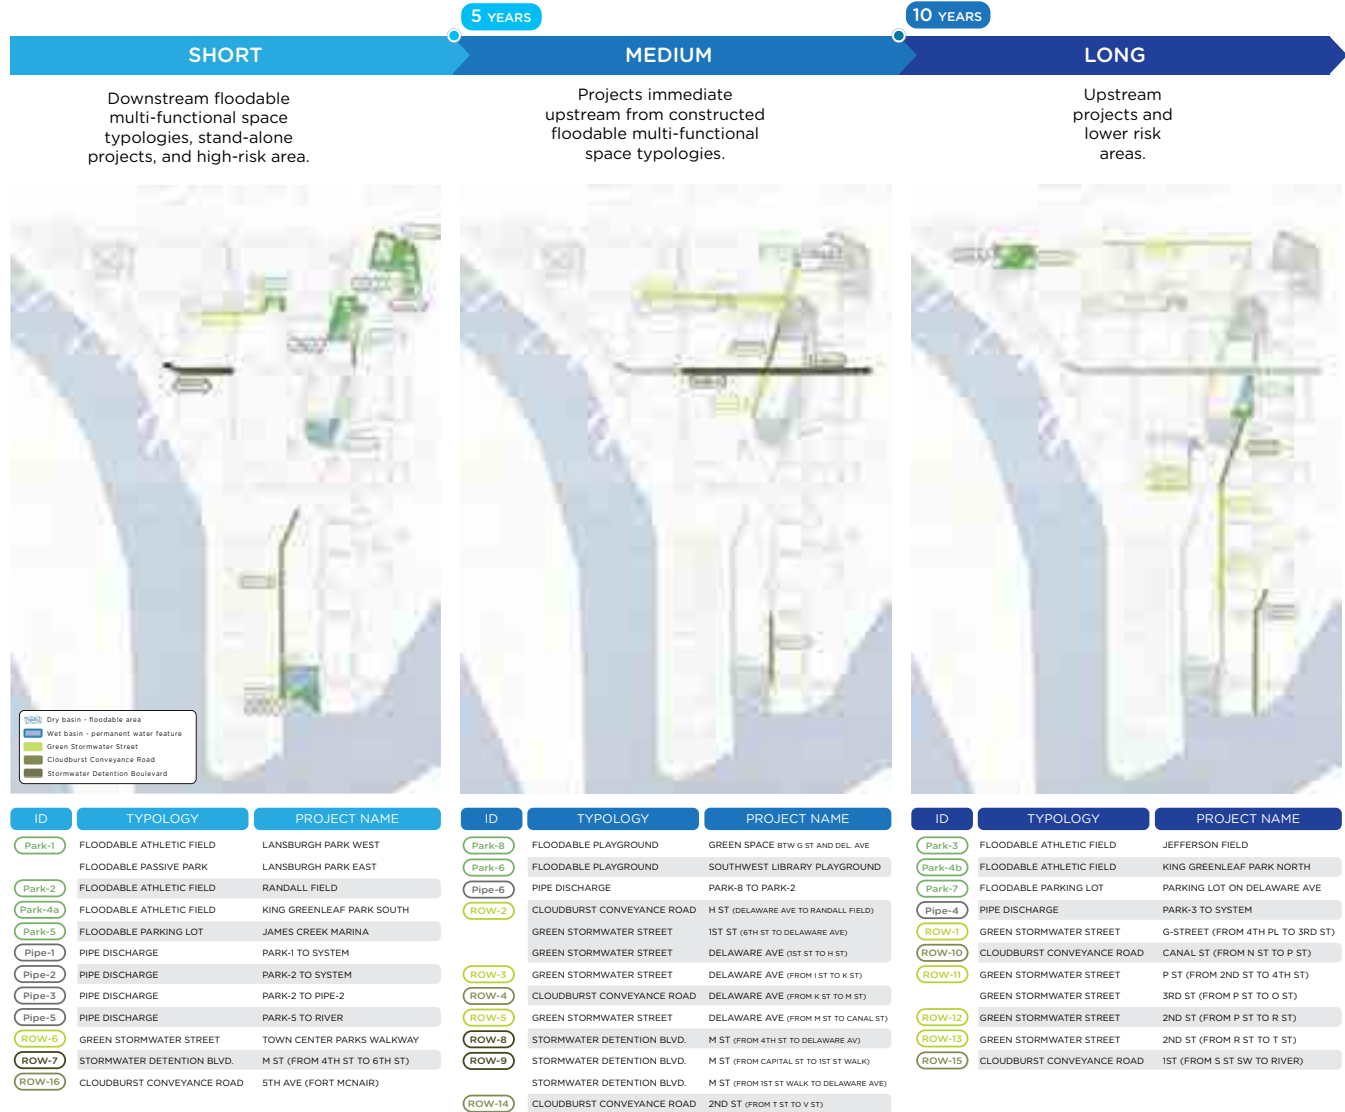 5 YEARS
10 YEARS
SHORT
MEDIUM
LONG
Downstream floodable
multi-functional space
typologies, stand-alone
projects, and high-risk area.
Projects immediate
upstream from constructed
floodable multi-functional
space typologies.
Upstream
projects and
lower risk
areas.
Dry basin - floodable area
Wet basin - permanent water feature
Green Stormwater Street
Cloudburst Conveyance Road
Stormwater Detention Boulevard
ID TYPOLOGY PROJECT NAME
Park-1 FLOODABLE ATHLETIC FIELD LANSBURGH PARK WEST
FLOODABLE PASSIVE PARK LANSBURGH PARK EAST
Park-2 FLOODABLE ATHLETIC FIELD RANDALL FIELD
Park-4a FLOODABLE ATHLETIC FIELD KING GREENLEAF PARK SOUTH
Park-5 FLOODABLE PARKING LOT JAMES CREEK MARINA
Pipe-1 PIPE DISCHARGE PARK-1 TO SYSTEM
Pipe-2 PIPE DISCHARGE PARK-2 TO SYSTEM
Pipe-3 PIPE DISCHARGE PARK-2 TO PIPE-2
Pipe-5 PIPE DISCHARGE PARK-5 TO RIVER
ROW-6 GREEN STORMWATER STREET TOWN CENTER PARKS WALKWAY
ROW-7 STORMWATER DETENTION BLVD. M ST (FROM 4TH ST TO 6TH ST)
ROW-16 CLOUDBURST CONVEYANCE ROAD 5TH AVE (FORT MCNAIR)
ID TYPOLOGY PROJECT NAME
Park-8 FLOODABLE PLAYGROUND GREEN SPACE BTW G ST AND DEL. AVE
Park-6 FLOODABLE PLAYGROUND SOUTHWEST LIBRARY PLAYGROUND
Pipe-6 PIPE DISCHARGE PARK-8 TO PARK-2
ROW-2 CLOUDBURST CONVEYANCE ROAD H ST (DELAWARE AVE TO RANDALL FIELD)
GREEN STORMWATER STREET 1ST ST (6TH ST TO DELAWARE AVE)
GREEN STORMWATER STREET DELAWARE AVE (1ST ST TO H ST)
ROW-3 GREEN STORMWATER STREET DELAWARE AVE (FROM I ST TO K ST)
ROW-4 CLOUDBURST CONVEYANCE ROAD DELAWARE AVE (FROM K ST TO M ST)
ROW-5 GREEN STORMWATER STREET DELAWARE AVE (FROM M ST TO CANAL ST)
ROW-8 STORMWATER DETENTION BLVD. M ST (FROM 4TH ST TO DELAWARE AV)
ROW-9 STORMWATER DETENTION BLVD. M ST (FROM CAPITAL ST TO 1ST ST WALK)
STORMWATER DETENTION BLVD. M ST (FROM 1ST ST WALK TO DELAWARE AVE)
ROW-14 CLOUDBURST CONVEYANCE ROAD 2ND ST (FROM T ST TO V ST)
ID TYPOLOGY PROJECT NAME
Park-3 FLOODABLE ATHLETIC FIELD JEFFERSON FIELD
Park-4b FLOODABLE ATHLETIC FIELD KING GREENLEAF PARK NORTH
Park-7 FLOODABLE PARKING LOT PARKING LOT ON DELAWARE AVE
Pipe-4 PIPE DISCHARGE PARK-3 TO SYSTEM
ROW-1 GREEN STORMWATER STREET G-STREET (FROM 4TH PL TO 3RD ST)
ROW-10 CLOUDBURST CONVEYANCE ROAD CANAL ST (FROM N ST TO P ST)
ROW-11 GREEN STORMWATER STREET P ST (FROM 2ND ST TO 4TH ST)
GREEN STORMWATER STREET 3RD ST (FROM P ST TO O ST)
ROW-12 GREEN STORMWATER STREET 2ND ST (FROM P ST TO R ST)
ROW-13 GREEN STORMWATER STREET 2ND ST (FROM R ST TO T ST)
ROW-15 CLOUDBURST CONVEYANCE ROAD 1ST (FROM S ST SW TO RIVER)